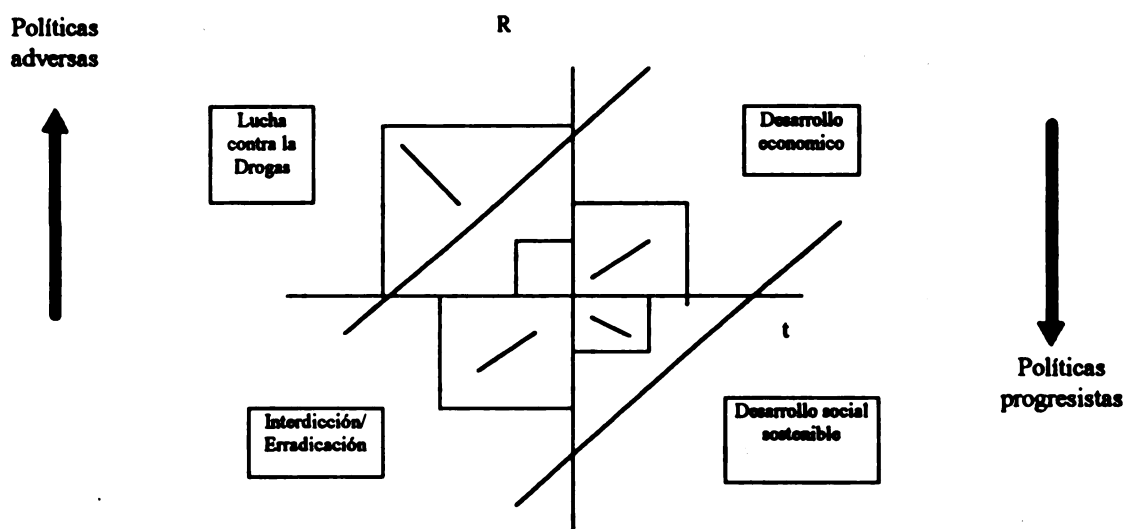 Políticas
adversas
R
Lucha
contra la
Drogas
Desarrollo
economico
t
Políticas
progresistas
Interdicción/
Erradicación
Desarrollo social
sostenible